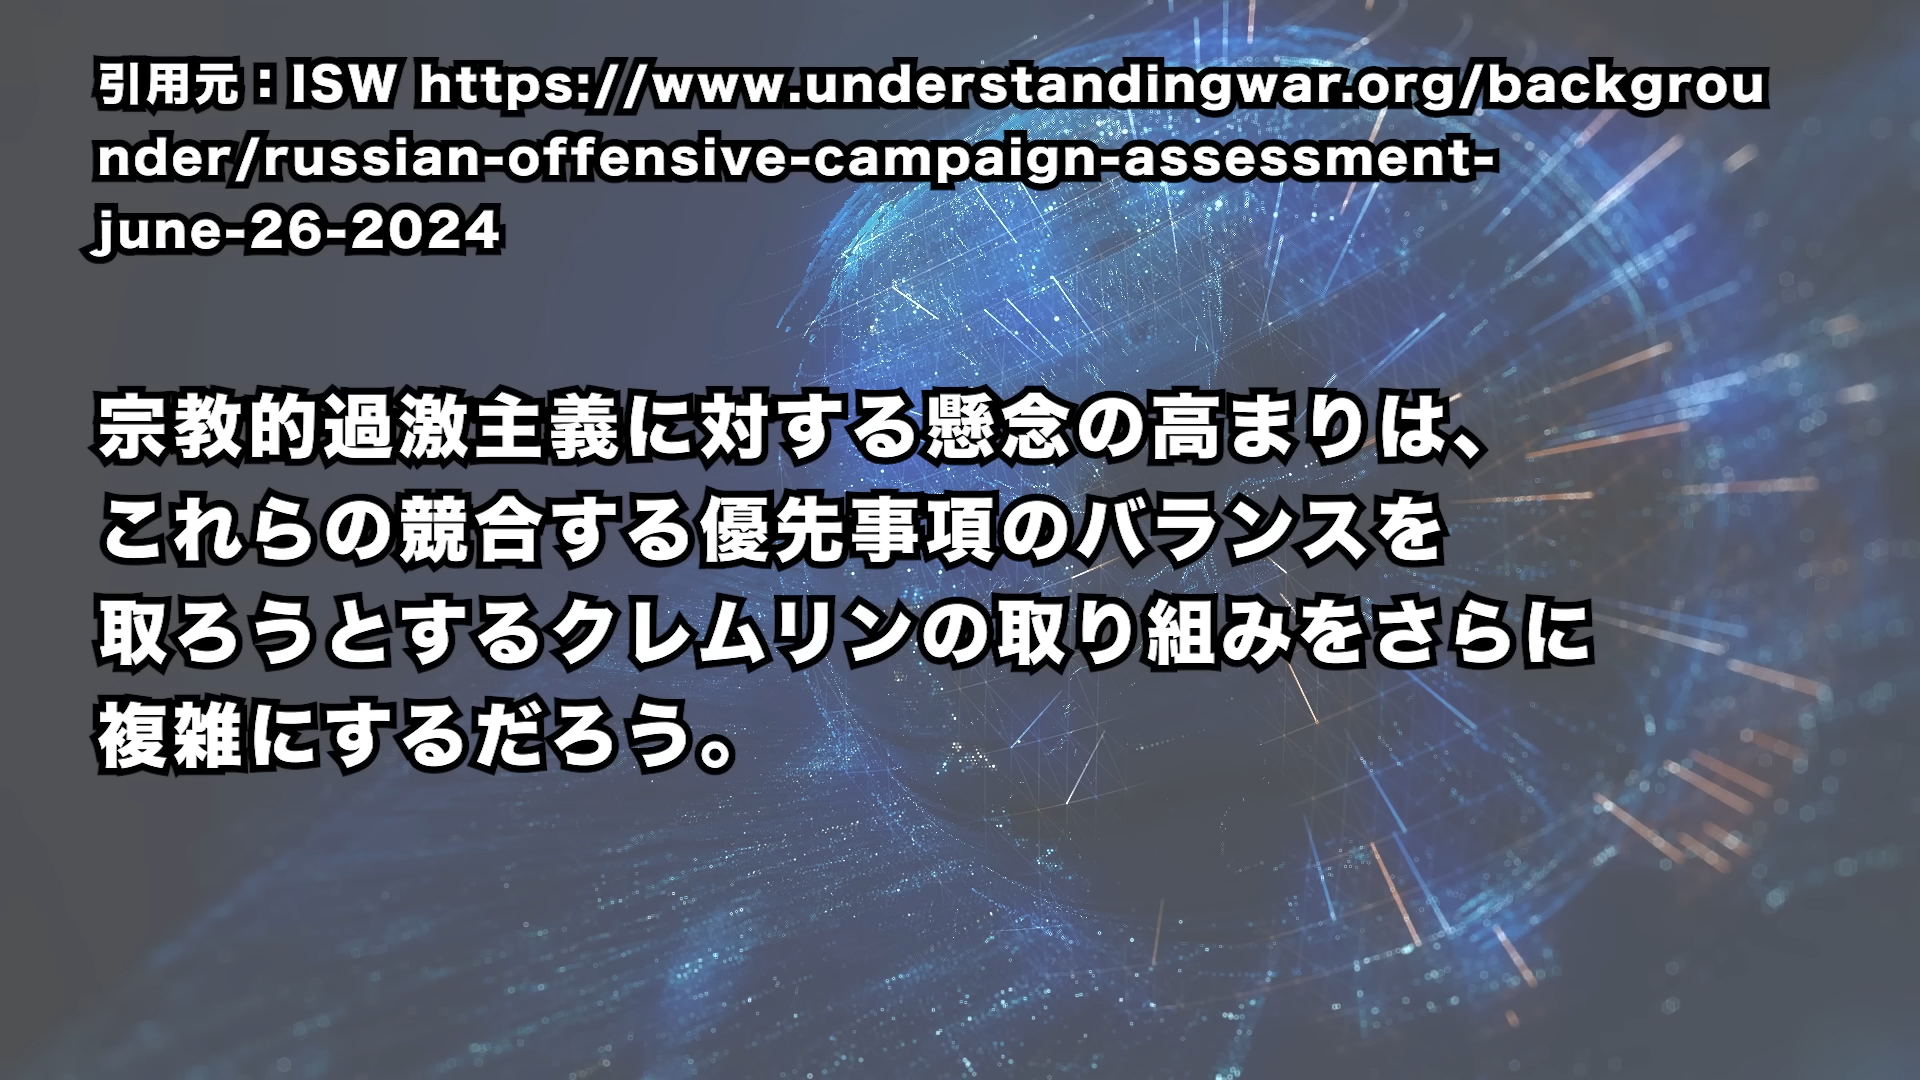 引用元：ISW https://www.understandingwar.org/backgrou
nder/russian-offensive-campaign-assessment-
june-26-2024
宗教的過激主義に対する懸念の高まりは、
これらの競合する優先事項のバランスを
取ろうとするクレムリンの取り組みをさらに
複雑にするだろう。